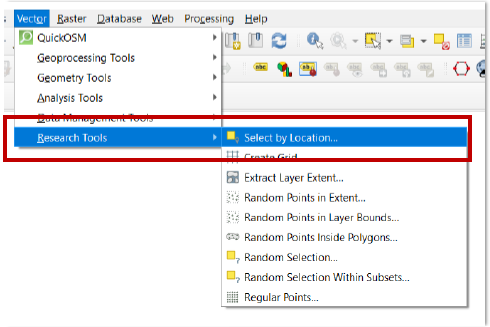 Vector Raster Database Web Processing Help
QuickOSM
Geoprocessing Tools
Geometry Tools
Analysis Tools
Data Management Tools
Research Tools
Select by Location...
Create Grid...
Extract Layer Extent...
Random Points in Extent...
Random Points in Layer Bounds...
Random Points Inside Polygons...
Random Selection...
Random Selection Within Subsets...
Regular Points...
abc